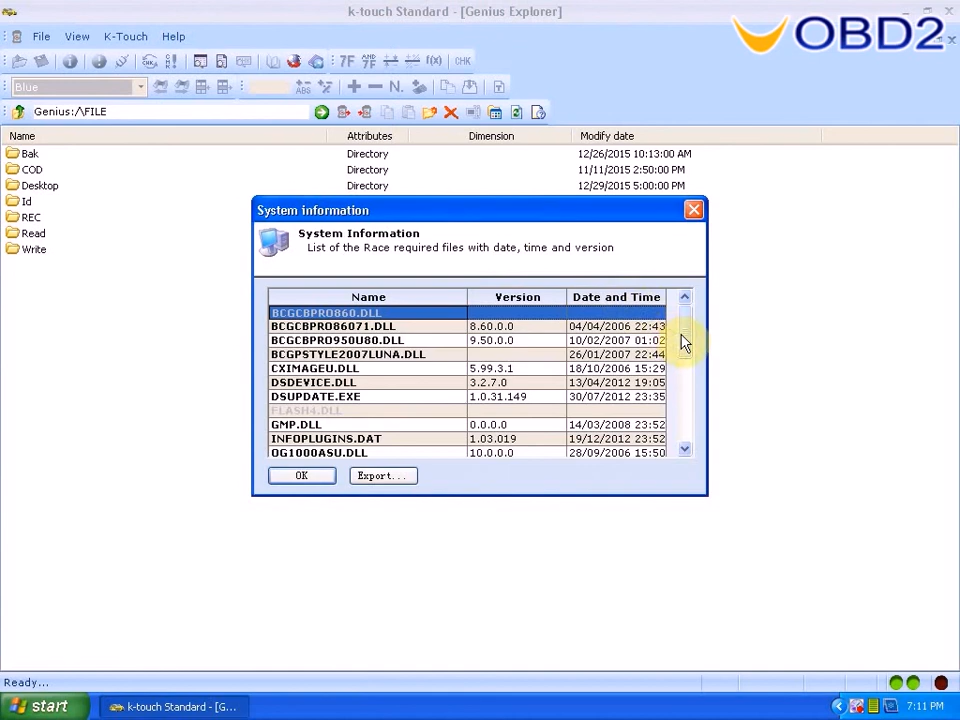 k-touch Standard - [Genius Explorer]
OBD2
File View K-Touch Help
7F AND 7F f(x) CHK
Blue ABS N. T
Genius:/\FILE
Name Attributes Dimension Modify date
Bak Directory 12/26/2015 10:13:00 AM
COD Directory 11/11/2015 2:50:00 PM
Desktop Directory 12/29/2015 5:00:00 PM
Id
REC
Read
Write
System information
System Information
List of the Race required files with date, time and version
Name Version Date and Time
BCGCBPRO860.DLL
BCGCBPRO86071.DLL 8.60.0.0 04/04/2006 22:43
BCGCBPRO950U80.DLL 9.50.0.0 10/02/2007 01:02
BCGPSTYLE2007LUNA.DLL 26/01/2007 22:44
CXIMAGEU.DLL 5.99.3.1 18/10/2006 15:29
DSDEVICE.DLL 3.2.7.0 13/04/2012 19:05
DSUPDATE.EXE 1.0.31.149 30/07/2012 23:35
FLASH4.DLL
GMP.DLL 0.0.0.0 14/03/2008 23:52
INFOPLUGINS.DAT 1.03.019 19/12/2012 23:52
OG1000ASU.DLL 10.0.0.0 28/09/2006 15:50
OK Export...
Ready...
start k-touch Standard - [G... 7:11 PM